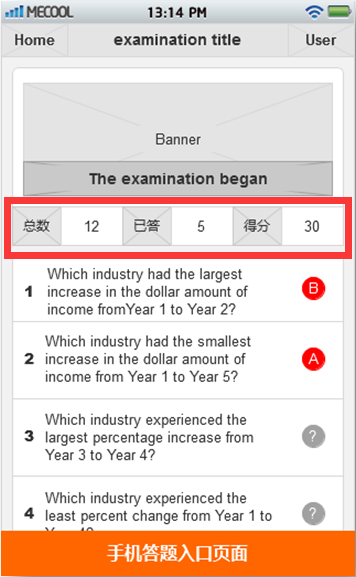 MECOOL 13:14 PM
Home examination title User
Banner
The examination began
总数 12 已答 5 得分 30
1 Which industry had the largest
increase in the dollar amount of
income fromYear 1 to Year 2?
B
2 Which industry had the smallest
increase in the dollar amount of
income from Year 1 to Year 5?
A
3 Which industry experienced the
largest percentage increase from
Year 3 to Year 4?
?
4 Which industry experienced the
least percent change from Year 1 to
?
手机答题入口页面